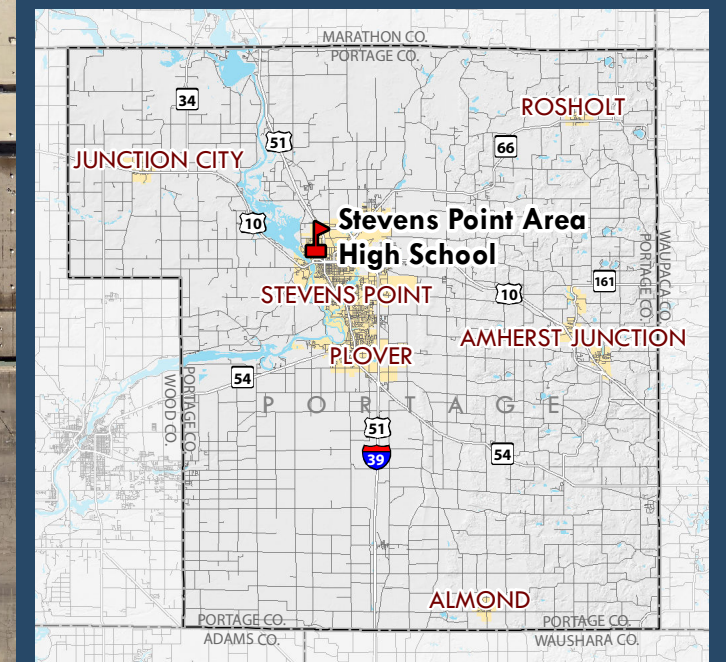 MARATHON CO.
PORTAGE CO.
34
ROSHOLT
51
66
JUNCTION CITY
10
Stevens Point Area
High School
WAUPACA CO.
PORTAGE CO.
161
STEVENS POINT
10
AMHERST JUNCTION
PLOVER
54
PORTAGE CO.
WOOD CO.
PORTAGE
51
39
54
ALMOND
PORTAGE CO.
ADAMS CO.
PORTAGE CO.
WAUSHARA CO.